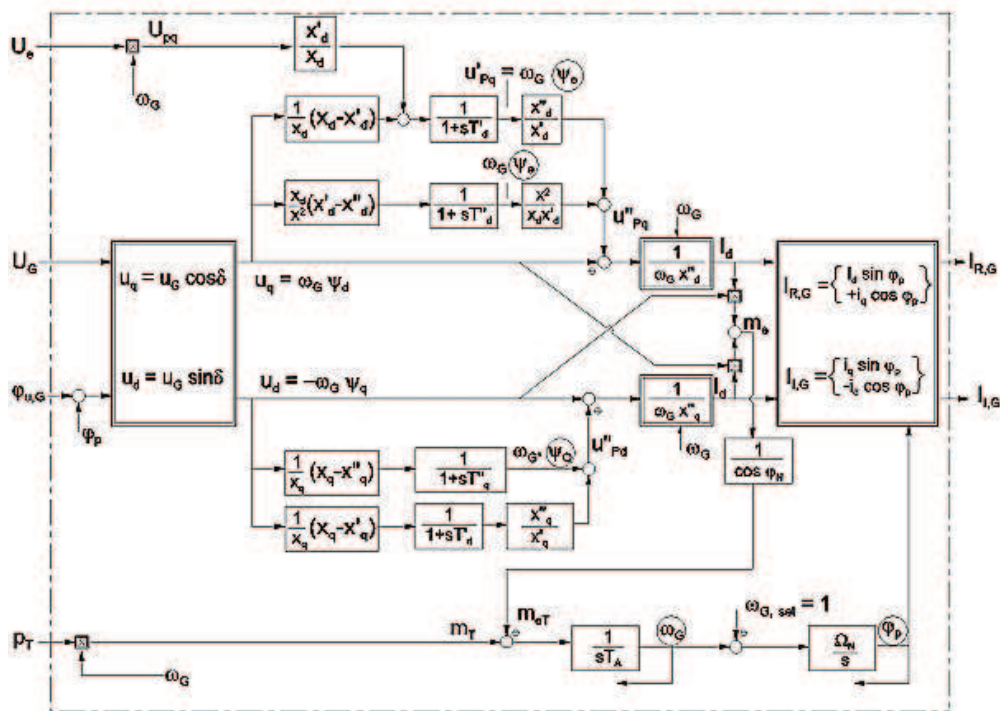 U_e
U_pq
ω_G
x'_d / x_d
1/x_d (x_d-x'_d)
1 / 1+sT'_d
u'_Pq = ω_G ψ_e
x''_d / x'_d
x_d/x² (x'_d-x''_d)
1 / 1+ sT''_d
ω_G ψ_e
x² / x_d x'_d
u''_Pq
ω_G
U_G
u_q = u_G cosδ
u_d = u_G sinδ
u_q = ω_G ψ_d
1 / ω_G x''_d
I_d
m_e
I_R,G = {I_d sin φ_p +i_q cos φ_p}
I_R,G
φ_u,G
φ_p
u_d = -ω_G ψ_q
1 / ω_G x''_q
I_d
ω_G
I_I,G = {i_q sin φ_p -i_d cos φ_p}
I_I,G
u''_Pd
1/x_q (x_q-x''_q)
1 / 1+sT''_q
ω_G, ψ_Q
1/x_q (x_q-x'_q)
1 / 1+sT'_d
x''_q / x'_q
1 / cos φ_N
p_T
ω_G
m_T
m_eT
1 / sT_A
ω_G
ω_G, set = 1
Ω_N / s
φ_p